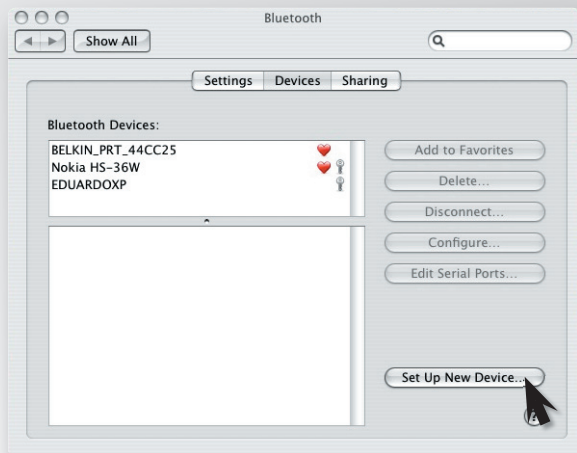 Bluetooth
Show All
Settings Devices Sharing
Bluetooth Devices:
BELKIN_PRT_44CC25
Nokia HS-36W
EDUARDOXP
Add to Favorites
Delete...
Disconnect...
Configure...
Edit Serial Ports...
Set Up New Device...